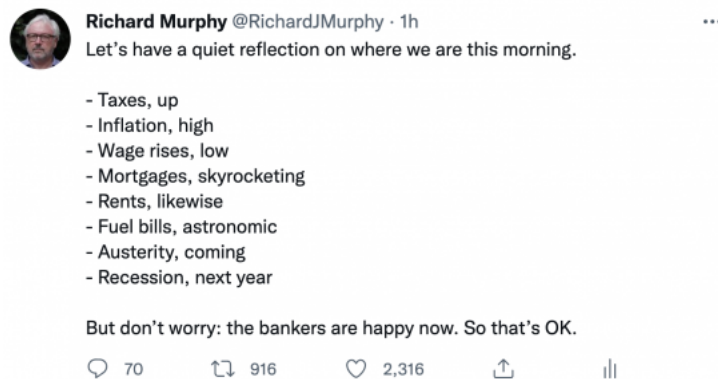 Richard Murphy @RichardJMurphy · 1h
Let’s have a quiet reflection on where we are this morning.
- Taxes, up
- Inflation, high
- Wage rises, low
- Mortgages, skyrocketing
- Rents, likewise
- Fuel bills, astronomic
- Austerity, coming
- Recession, next year
But don’t worry: the bankers are happy now. So that’s OK.
70 916 2,316